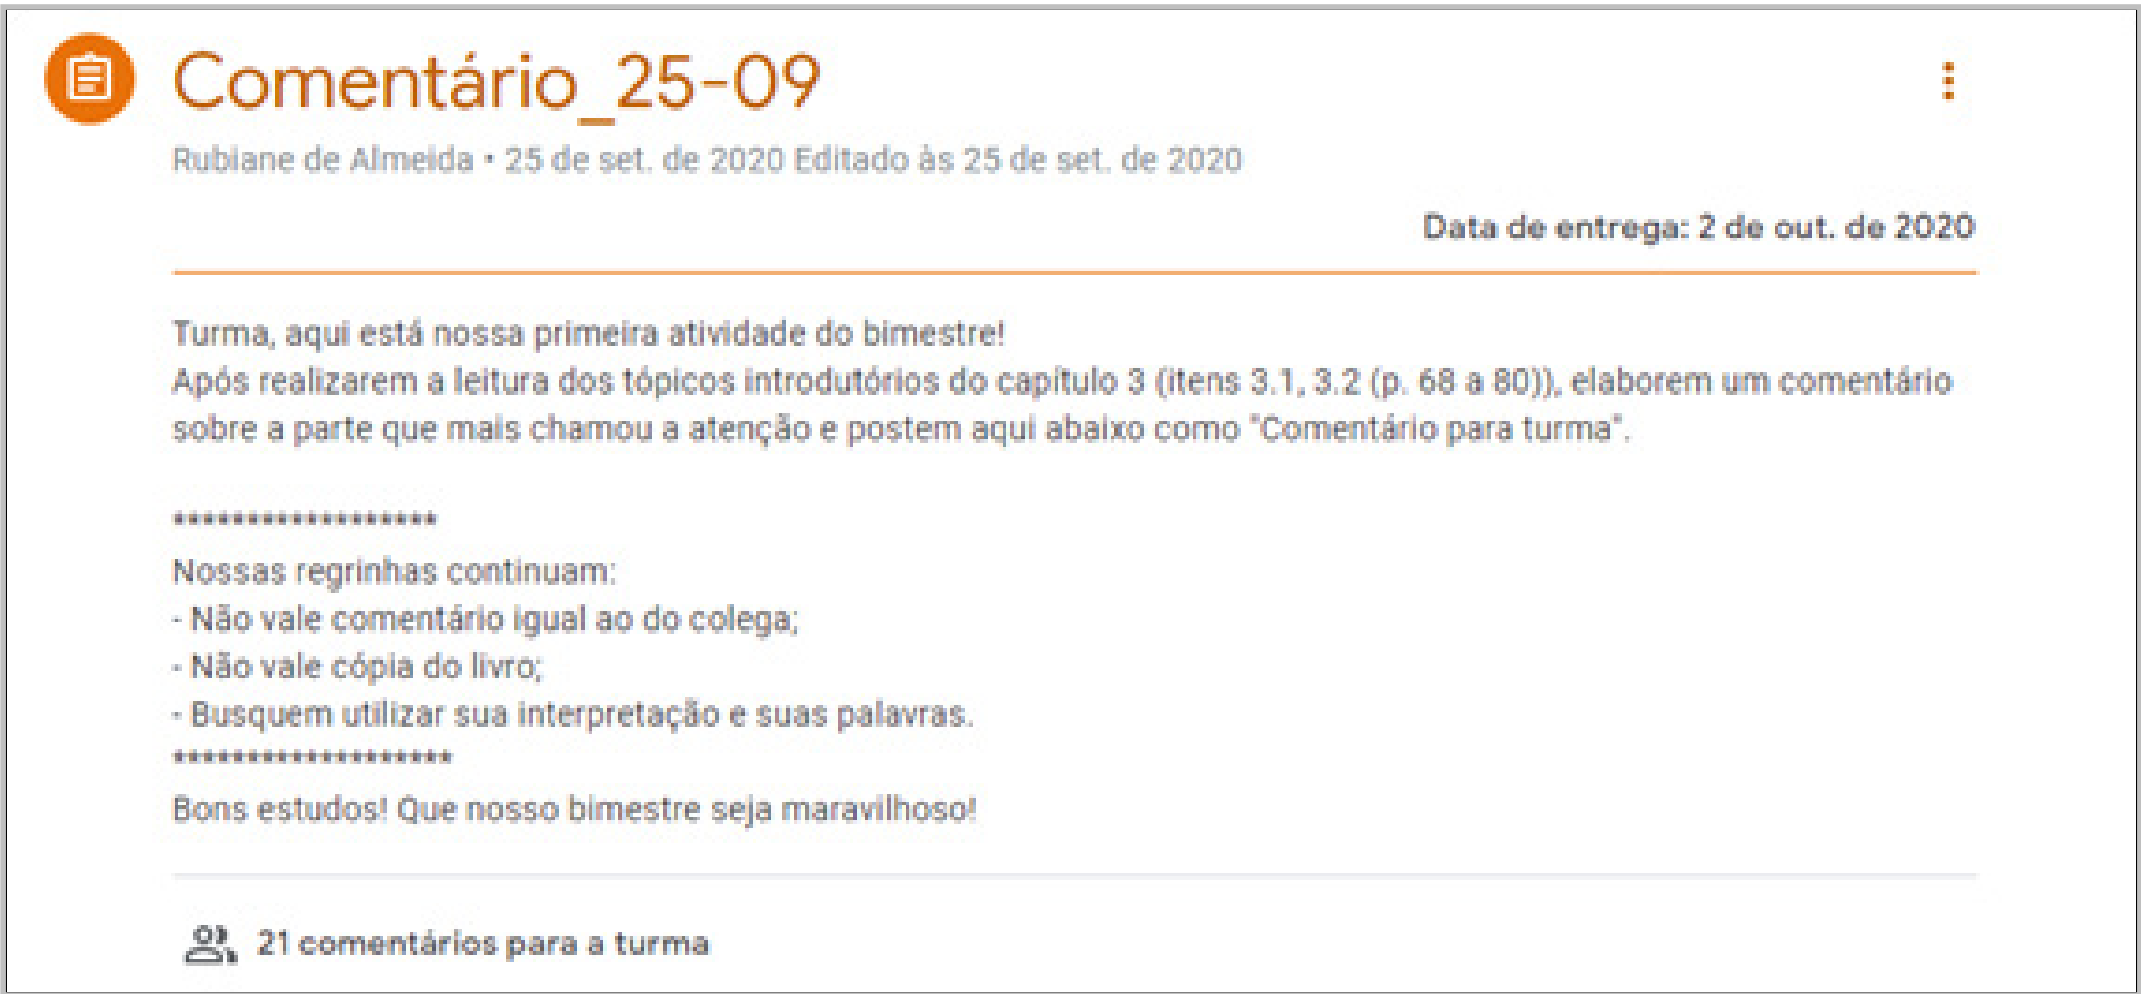 Comentário_25-09
Rubiane de Almeida • 25 de set. de 2020 Editado às 25 de set. de 2020
Data de entrega: 2 de out. de 2020
Turma, aqui está nossa primeira atividade do bimestre!
Após realizarem a leitura dos tópicos introdutórios do capítulo 3 (itens 3.1, 3.2 (p. 68 a 80)), elaborem um comentário
sobre a parte que mais chamou a atenção e postem aqui abaixo como "Comentário para turma".
******************
Nossas regrinhas continuam:
- Não vale comentário igual ao do colega;
- Não vale cópia do livro;
- Busquem utilizar sua interpretação e suas palavras.
*******************
Bons estudos! Que nosso bimestre seja maravilhoso!
21 comentários para a turma